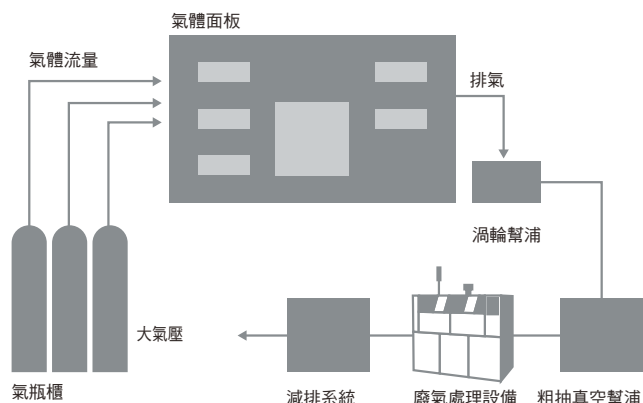 氣體面板
氣體流量
排氣
渦輪幫浦
大氣壓
氣瓶櫃
減排系統
廢氣處理設備
粗抽真空幫浦